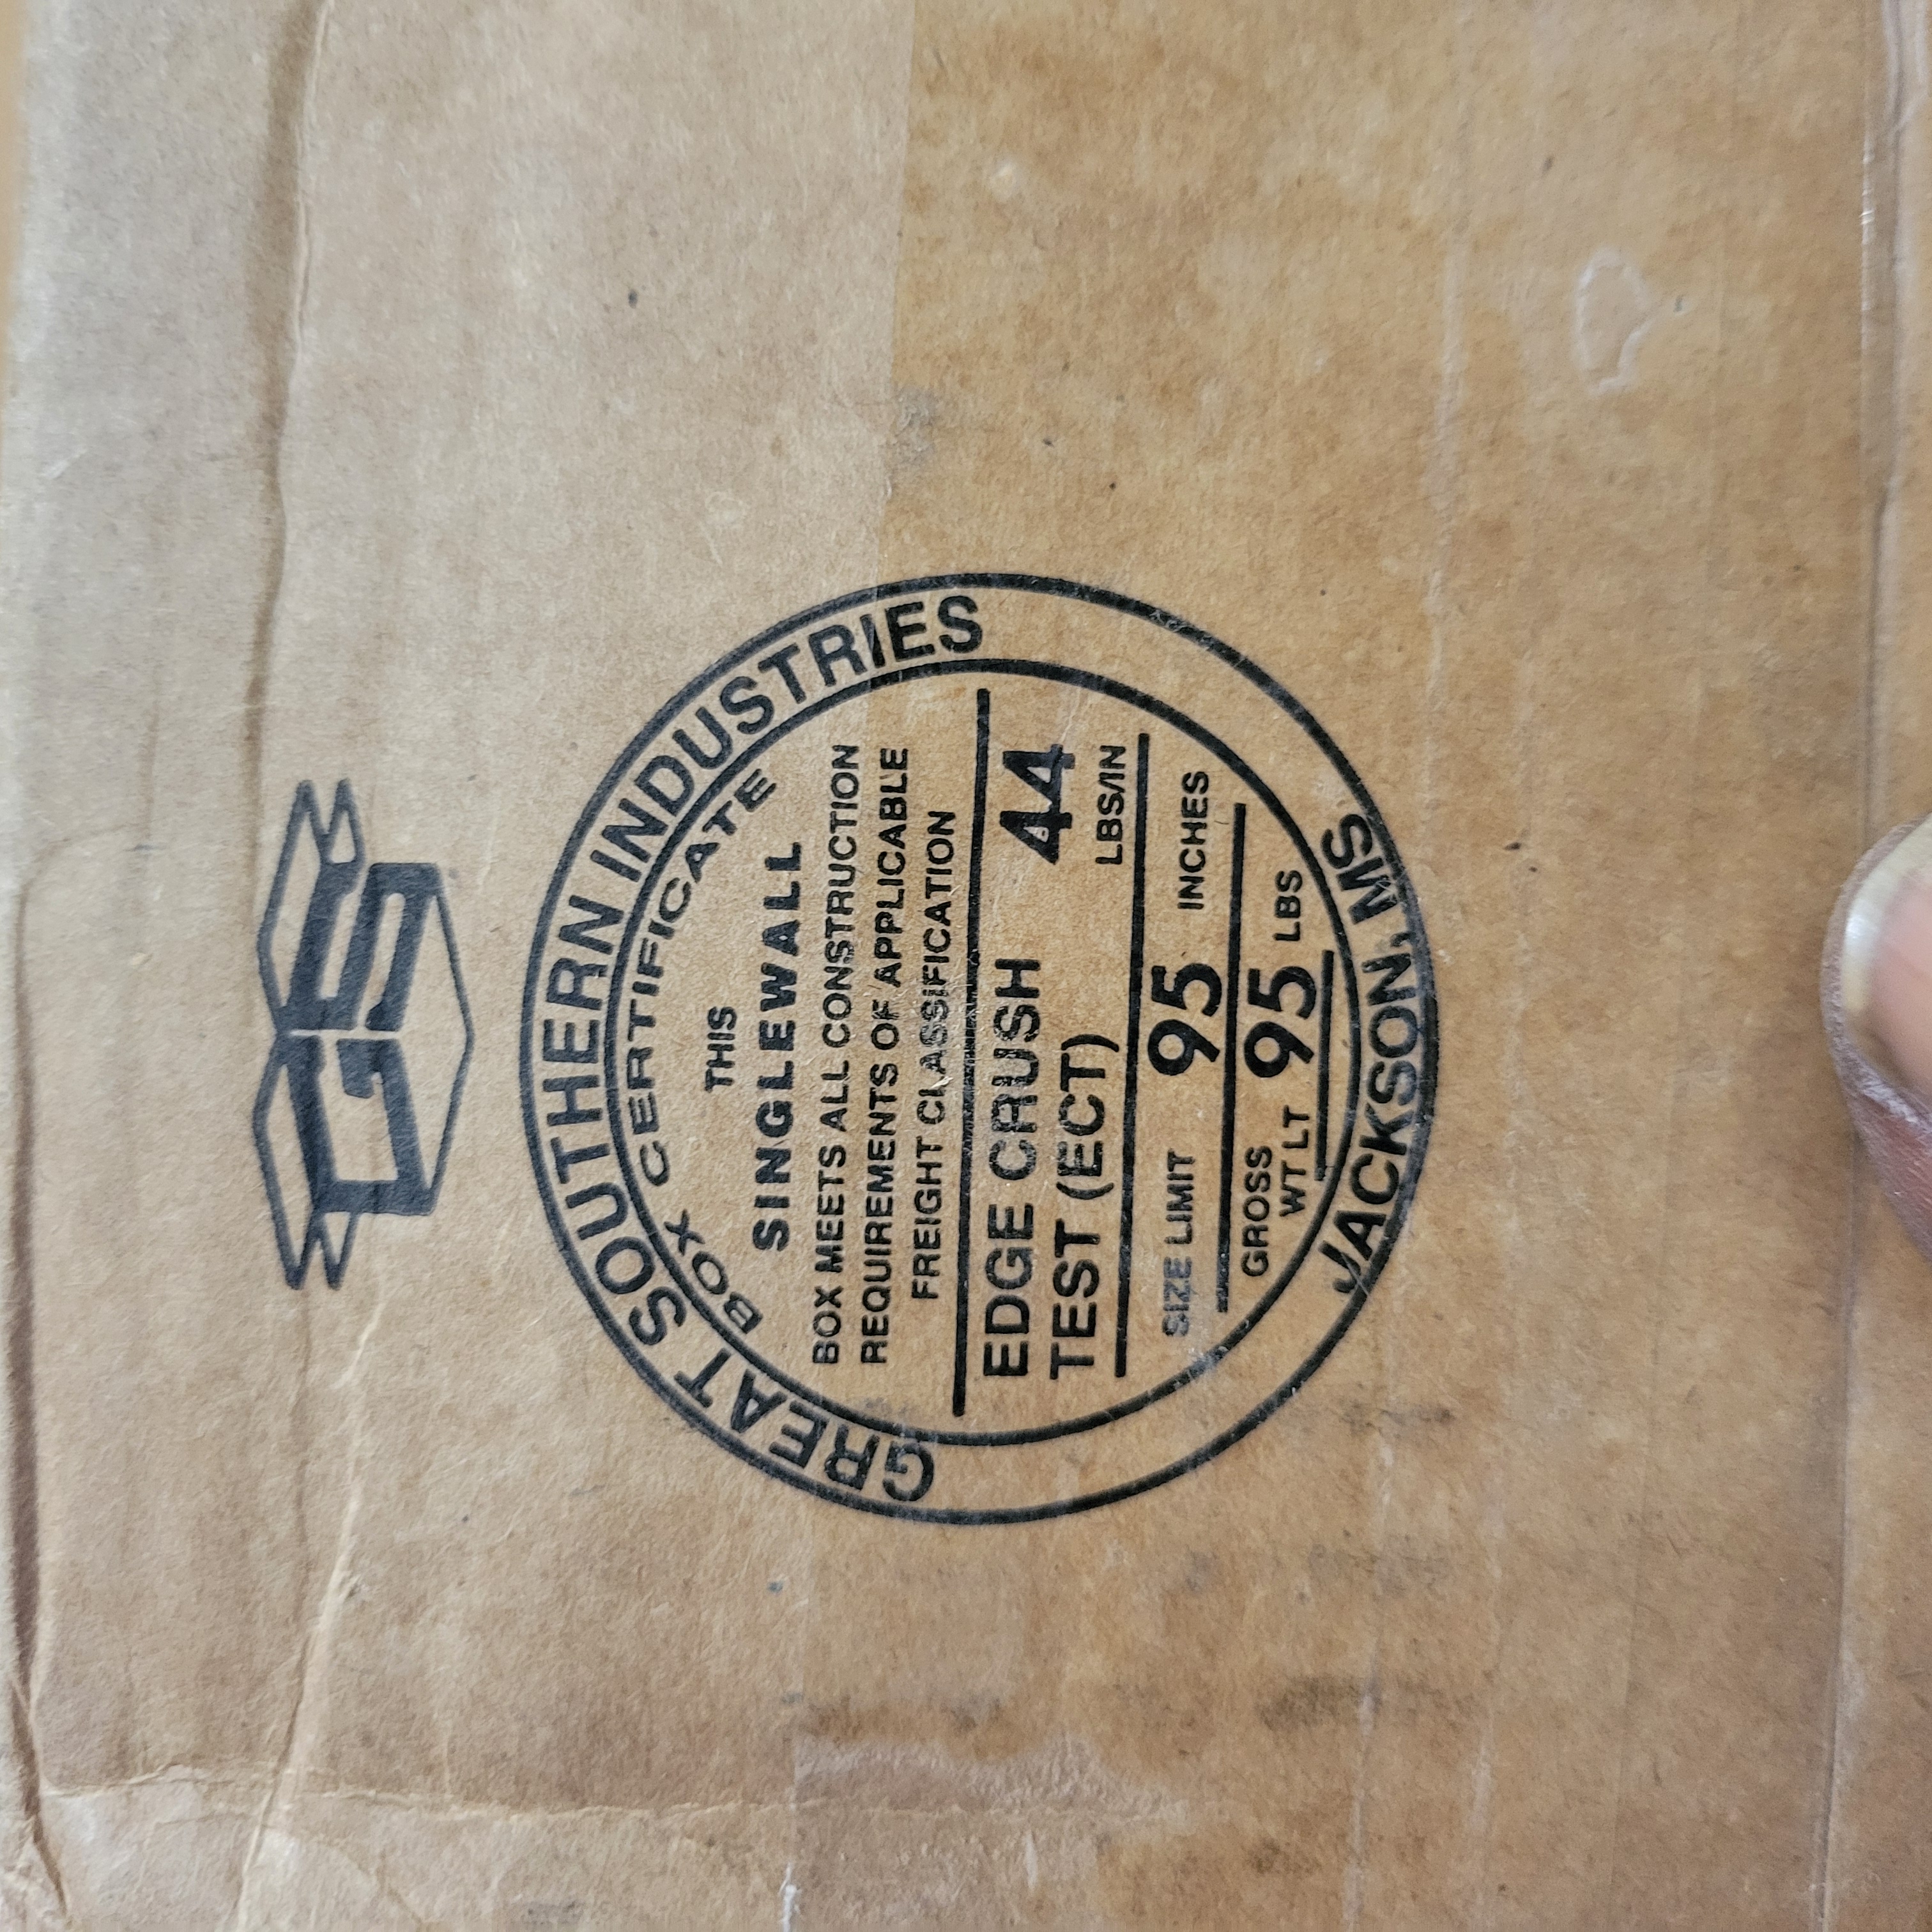 GS
GREAT SOUTHERN INDUSTRIES
BOX CERTIFICATE
THIS
SINGLEWALL
BOX MEETS ALL CONSTRUCTION
REQUIREMENTS OF APPLICABLE
FREIGHT CLASSIFICATION
EDGE CRUSH
TEST (ECT) 44
LBS/IN
SIZE LIMIT 95 INCHES
GROSS
WT LT 95 LBS
JACKSON, MS